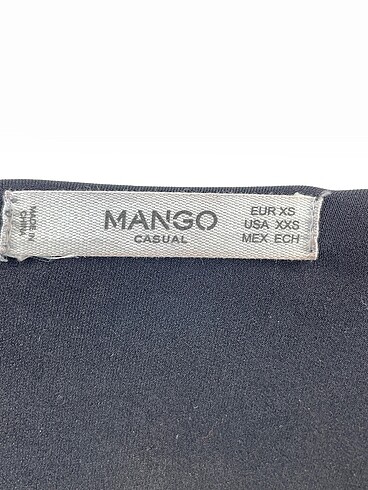 MADE IN
CHINA
MANGO
CASUAL
EUR XS
USA XXS
MEX ECH